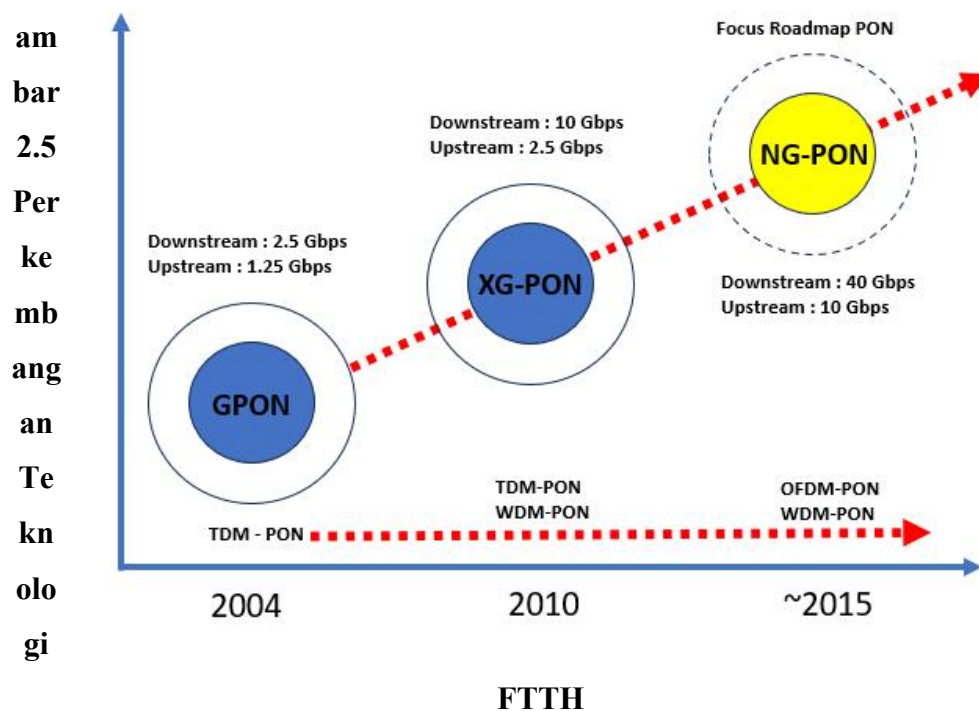 am
bar
2.5
Per
ke
mb
ang
an
Te
kn
olo
gi
FTTH
Focus Roadmap PON
NG-PON
Downstream : 40 Gbps
Upstream : 10 Gbps
Downstream : 10 Gbps
Upstream : 2.5 Gbps
XG-PON
Downstream : 2.5 Gbps
Upstream : 1.25 Gbps
GPON
TDM - PON
TDM-PON
WDM-PON
OFDM-PON
WDM-PON
2004
2010
~2015